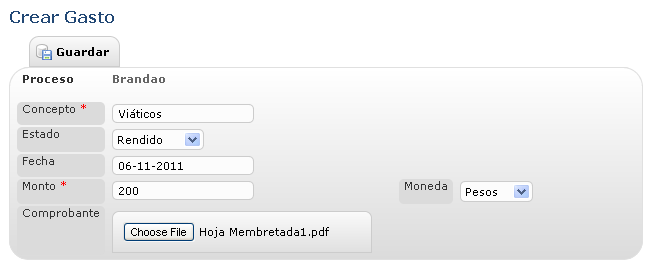 Crear Gasto
Guardar
Proceso Brandao
Concepto * Viáticos
Estado Rendido
Fecha 06-11-2011
Monto * 200 Moneda Pesos
Comprobante Choose File Hoja Membretada1.pdf